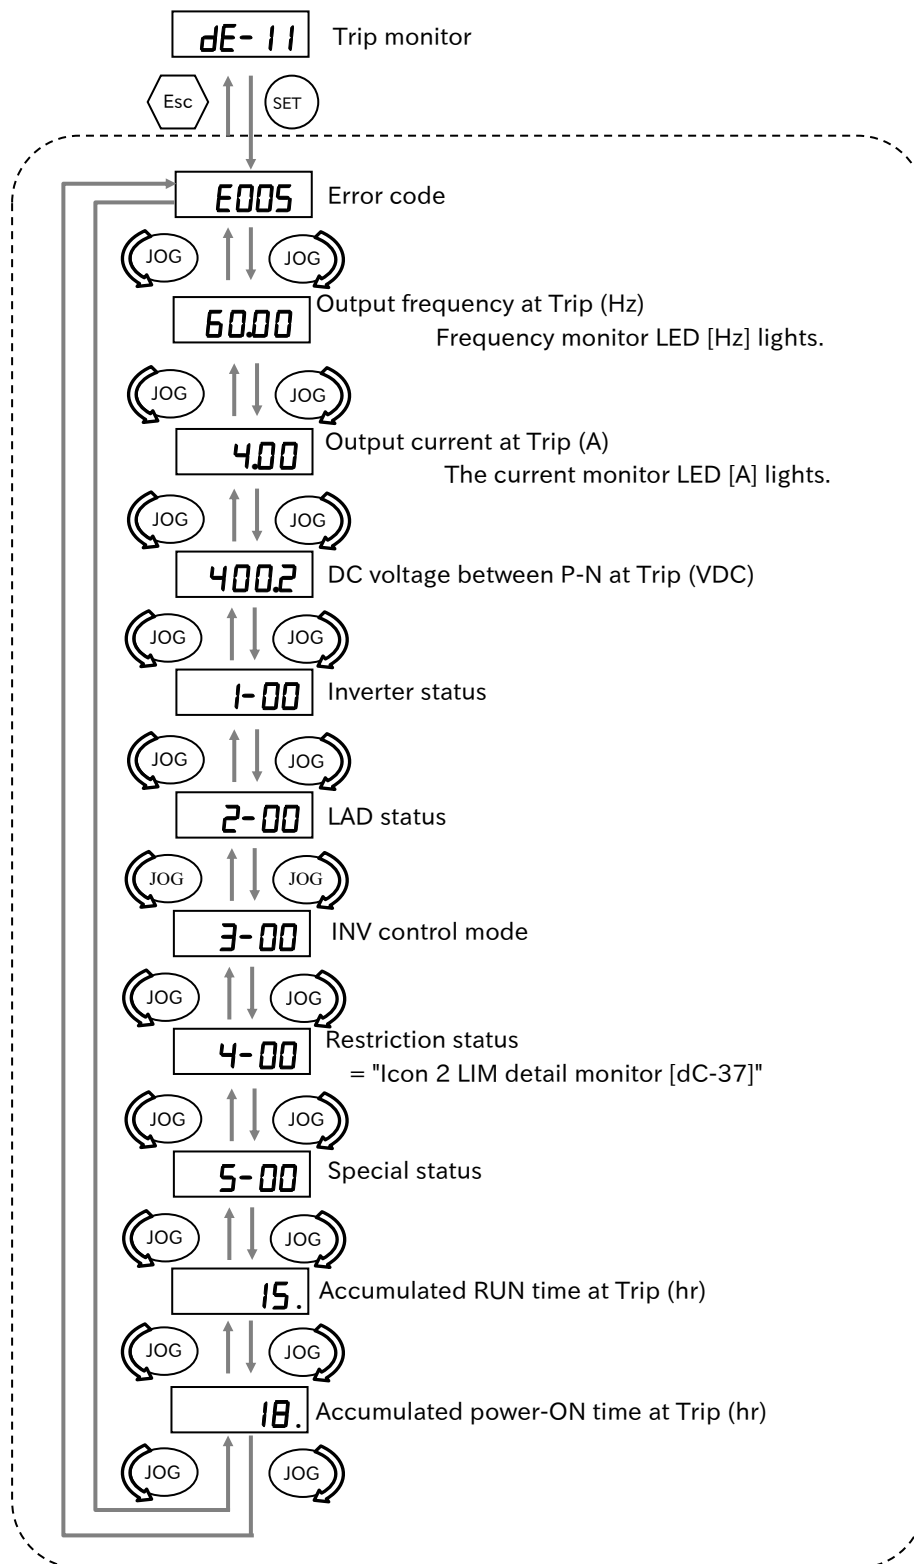 dE-11 Trip monitor
Esc SET
E005 Error code
JOG JOG
60.00 Output frequency at Trip (Hz)
Frequency monitor LED [Hz] lights.
JOG JOG
4.00 Output current at Trip (A)
The current monitor LED [A] lights.
JOG JOG
400.2 DC voltage between P-N at Trip (VDC)
JOG JOG
1-00 Inverter status
JOG JOG
2-00 LAD status
JOG JOG
3-00 INV control mode
JOG JOG
4-00 Restriction status
= "Icon 2 LIM detail monitor [dC-37]"
JOG JOG
5-00 Special status
JOG JOG
15. Accumulated RUN time at Trip (hr)
JOG JOG
18. Accumulated power-ON time at Trip (hr)
JOG JOG